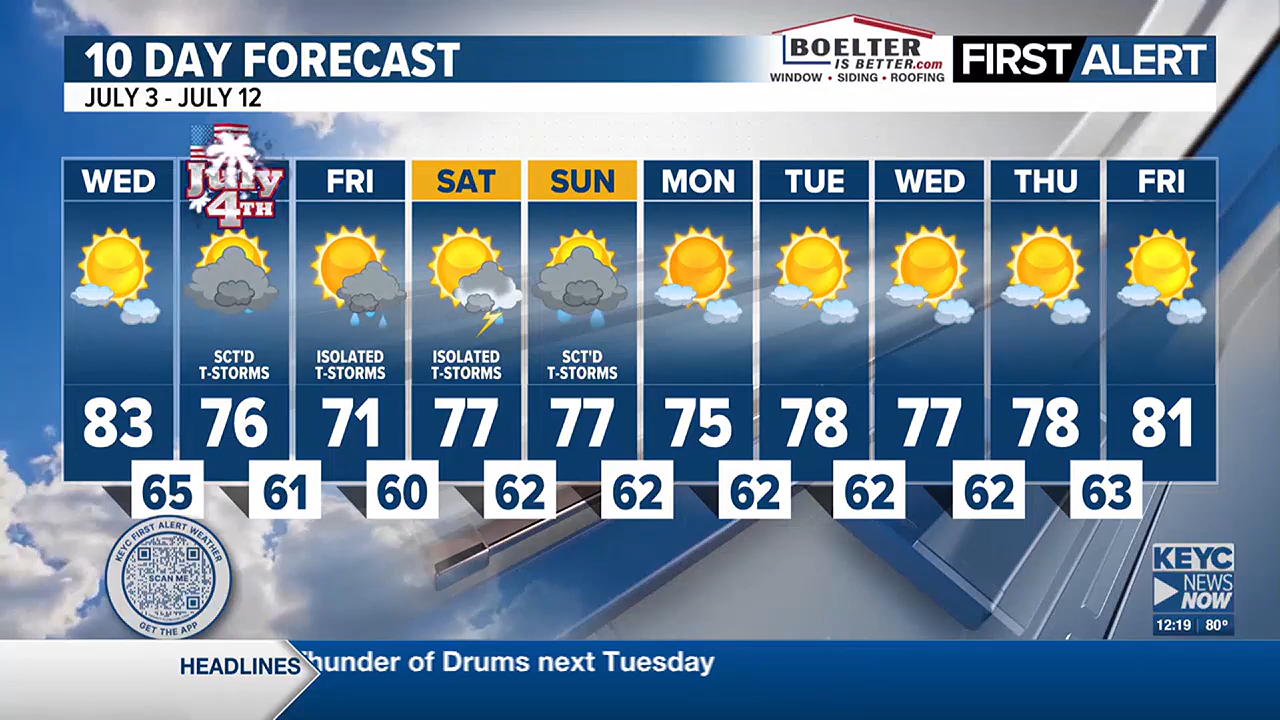 10 DAY FORECAST
JULY 3 - JULY 12
BOELTER
IS BETTER.com
WINDOW • SIDING • ROOFING
FIRST ALERT
WED
July
4TH
FRI
SAT
SUN
MON
TUE
WED
THU
FRI
SCT'D
T-STORMS
ISOLATED
T-STORMS
ISOLATED
T-STORMS
SCT'D
T-STORMS
83 76 71 77 77 75 78 77 78 81
65 61 60 62 62 62 62 62 63
KEYC FIRST ALERT WEATHER
SCAN ME
GET THE APP
KEYC
NEWS
NOW
12:19 80°
HEADLINES
hunder of Drums next Tuesday